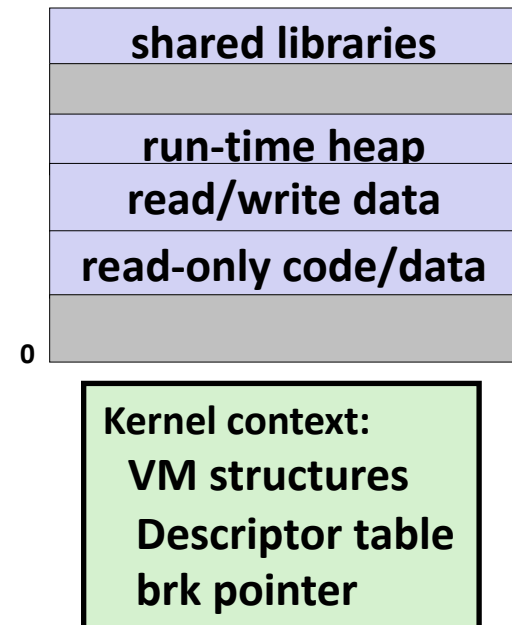 shared libraries
run-time heap
read/write data
read-only code/data
0
Kernel context:
VM structures
Descriptor table
brk pointer